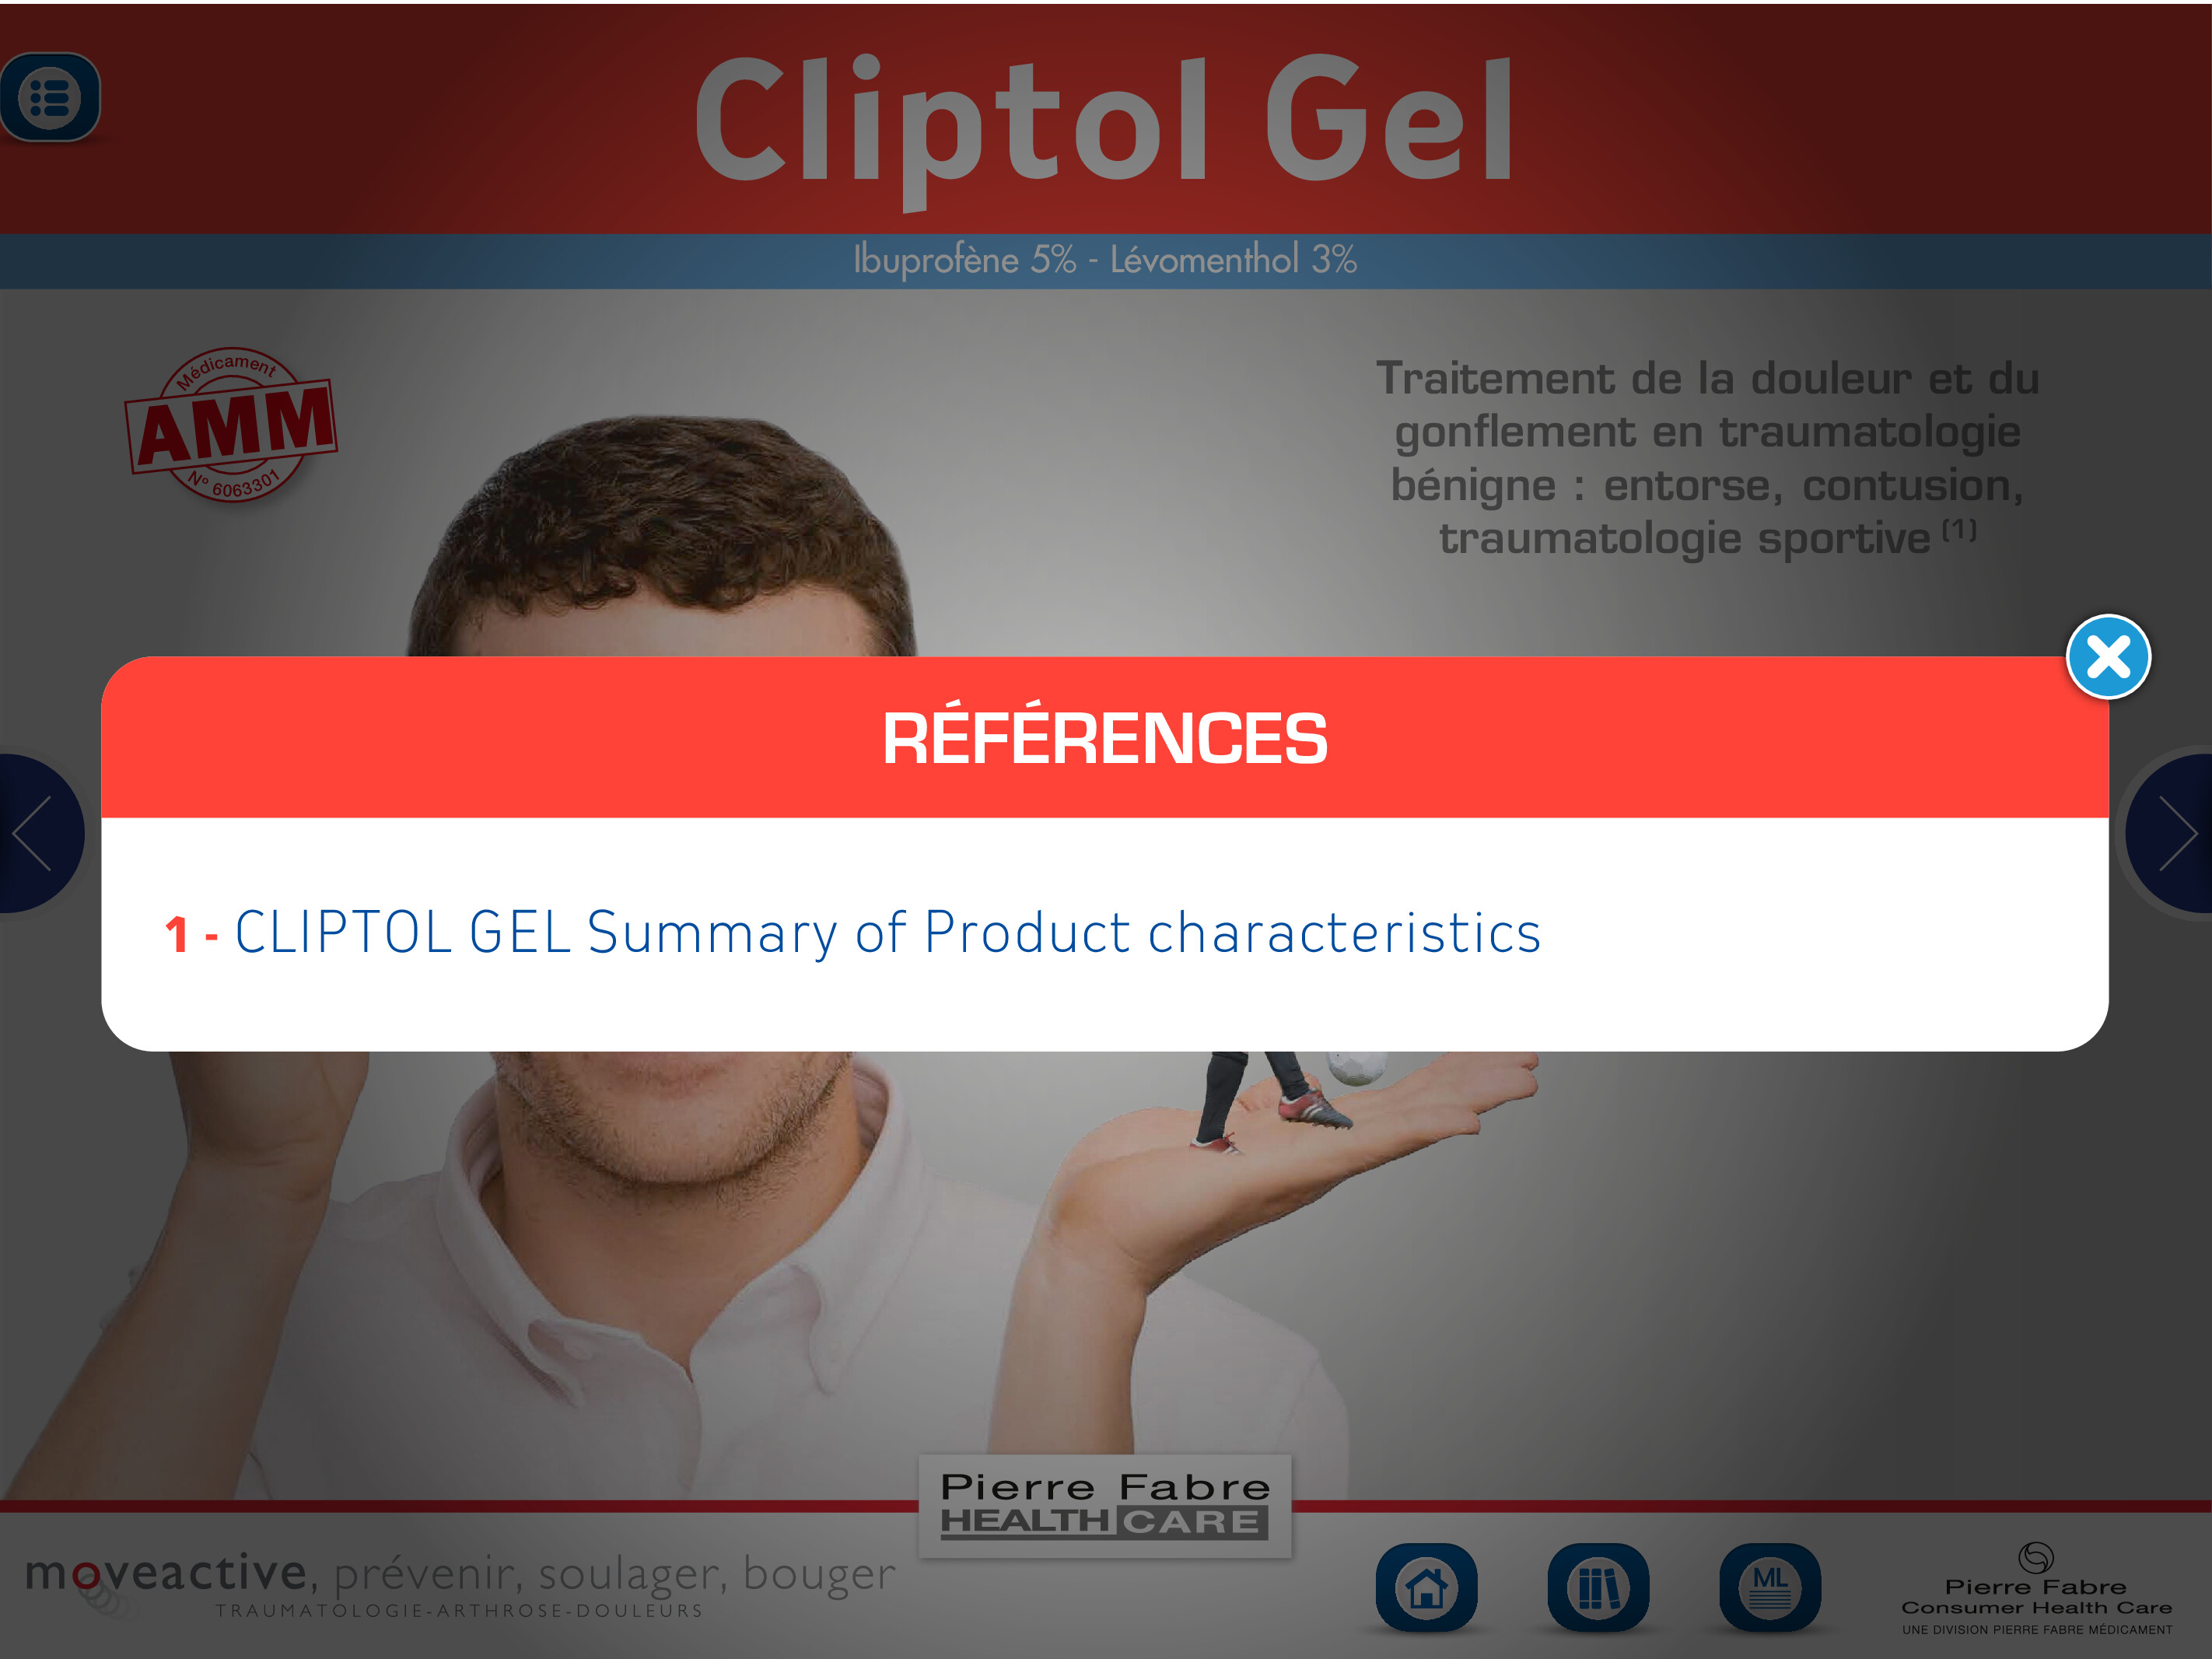 Cliptol Gel
Ibuprofène 5% - Lévomenthol 3%
Médicament
AMM
N° 6063301
Traitement de la douleur et du
gonflement en traumatologie
bénigne : entorse, contusion,
traumatologie sportive (1)
RÉFÉRENCES
1 - CLIPTOL GEL Summary of Product characteristics
Pierre Fabre
HEALTH CARE
moveactive, prévenir, soulager, bouger
TRAUMATOLOGIE-ARTHROSE-DOULEURS
ML
Pierre Fabre
Consumer Health Care
UNE DIVISION PIERRE FABRE MÉDICAMENT